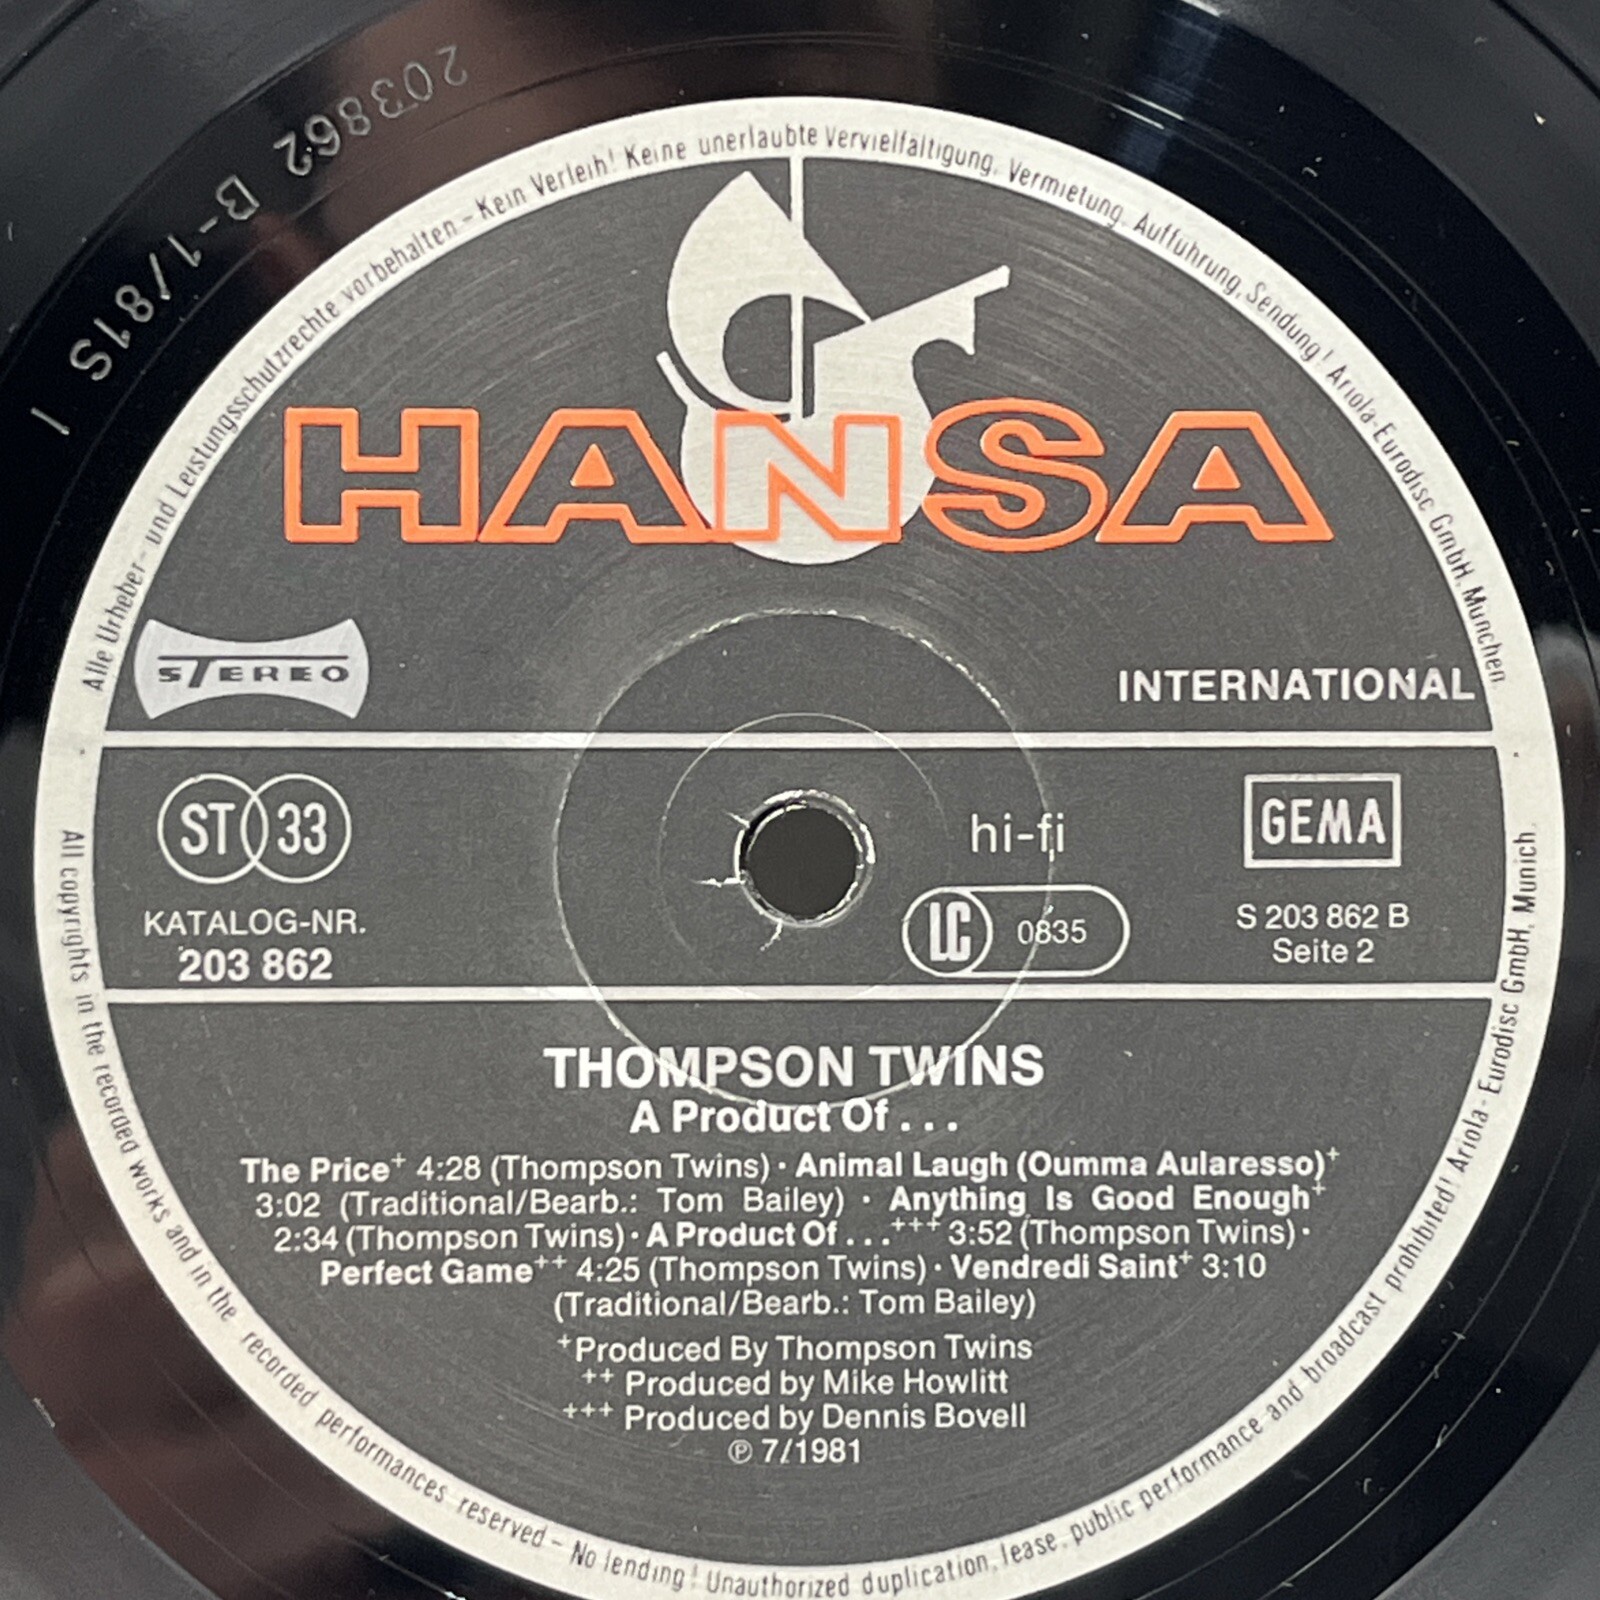 203862 B-1/81S 1
Alle Urheber- und Leistungsschutzrechte vorbehalten - Kein Verleih! Keine unerlaubte Vervielfältigung, Vermietung, Aufführung, Sendung! Ariola-Eurodisc GmbH, München.
HANSA
STEREO
INTERNATIONAL
ST 33
hi-fi
GEMA
KATALOG-NR.
203 862
LC 0835
S 203 862 B
Seite 2
THOMPSON TWINS
A Product Of...
The Price+ 4:28 (Thompson Twins) · Animal Laugh (Oumma Aularesso)+
3:02 (Traditional/Bearb.: Tom Bailey) · Anything Is Good Enough+
2:34 (Thompson Twins) · A Product Of...+++ 3:52 (Thompson Twins) ·
Perfect Game++ 4:25 (Thompson Twins) · Vendredi Saint+ 3:10
(Traditional/Bearb.: Tom Bailey)
+Produced By Thompson Twins
++ Produced by Mike Howlitt
+++ Produced by Dennis Bovell
℗ 7/1981
All copyrights in the recorded works and in the recorded performances reserved - No lending! Unauthorized duplication, lease, public performance and broadcast prohibited! Ariola-Eurodisc GmbH, Munich.